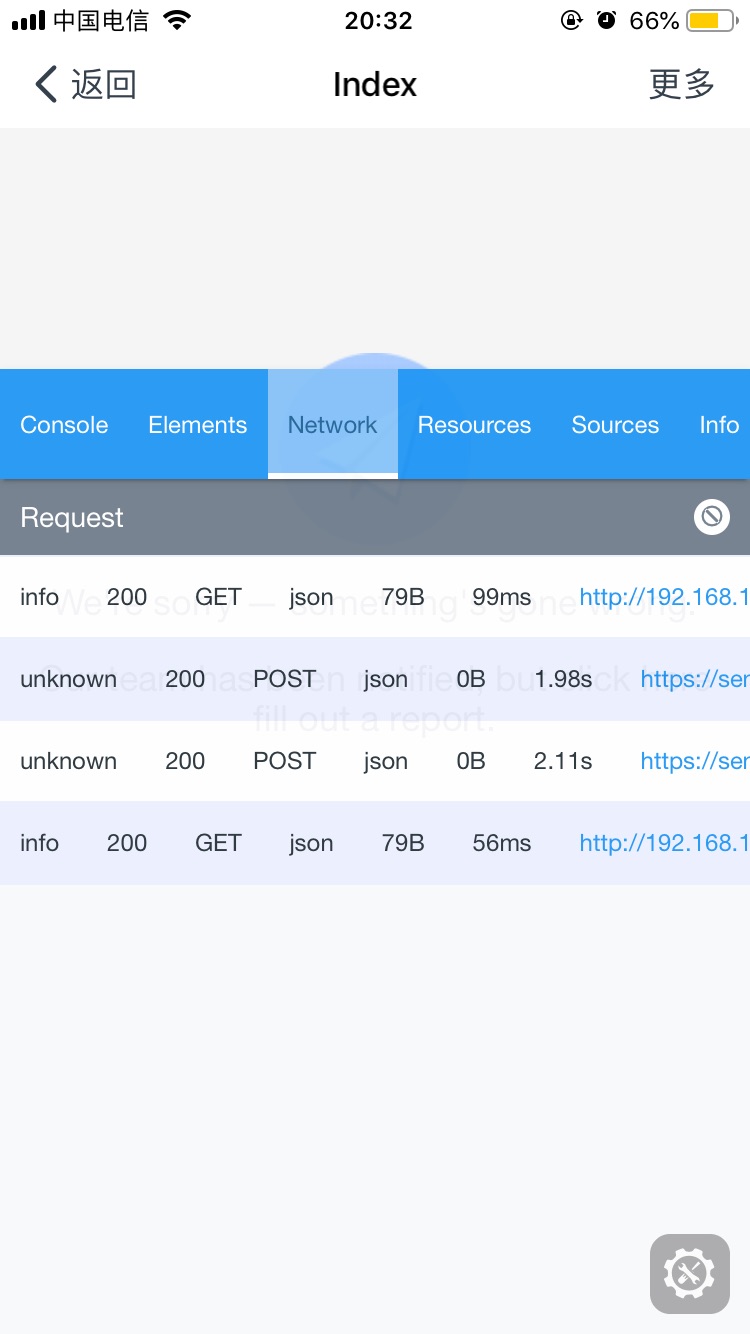 中国电信 20:32 66%
返回 Index 更多
Console Elements Network Resources Sources Info
Request
info 200 GET json 79B 99ms http://192.168.1
We're sorry — something's gone wrong.
unknown 200 POST json 0B 1.98s https://ser
Our team has been notified, but click here
fill out a report.
unknown 200 POST json 0B 2.11s https://ser
info 200 GET json 79B 56ms http://192.168.1